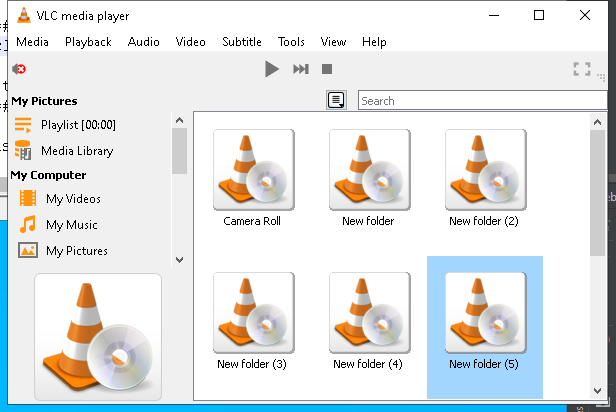 VLC media player
Media Playback Audio Video Subtitle Tools View Help
Search
My Pictures
Playlist [00:00]
Media Library
My Computer
My Videos
My Music
My Pictures
Camera Roll New folder New folder (2)
New folder (3) New folder (4) New folder (5)